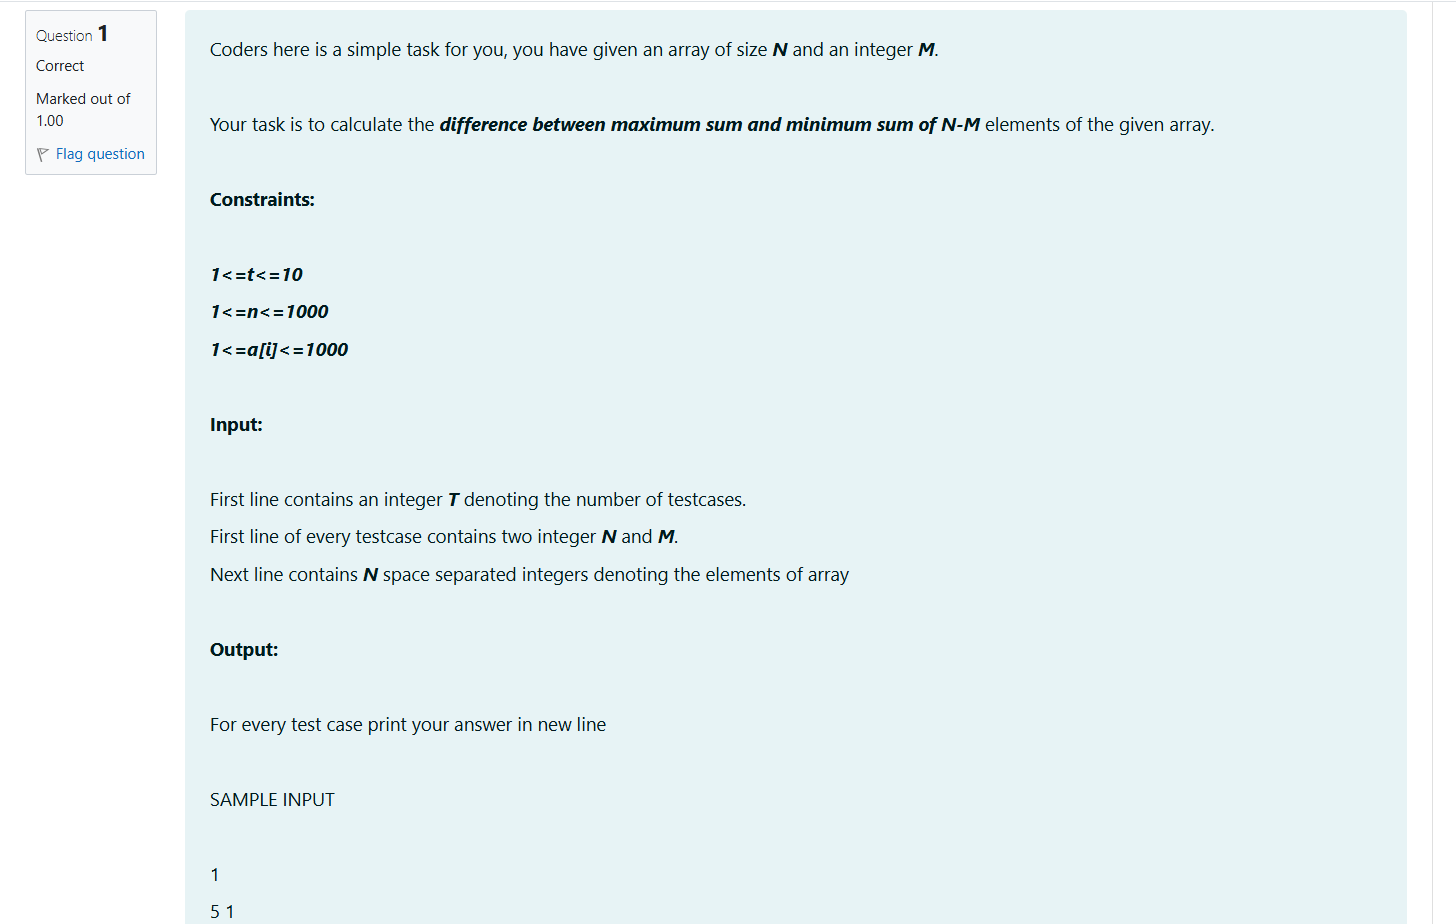 Question 1
Correct
Marked out of
1.00
Flag question
Coders here is a simple task for you, you have given an array of size N and an integer M.
Your task is to calculate the difference between maximum sum and minimum sum of N-M elements of the given array.
Constraints:
1<=t<=10
1<=n<=1000
1<=a[i]<=1000
Input:
First line contains an integer T denoting the number of testcases.
First line of every testcase contains two integer N and M.
Next line contains N space separated integers denoting the elements of array
Output:
For every test case print your answer in new line
SAMPLE INPUT
1
5 1